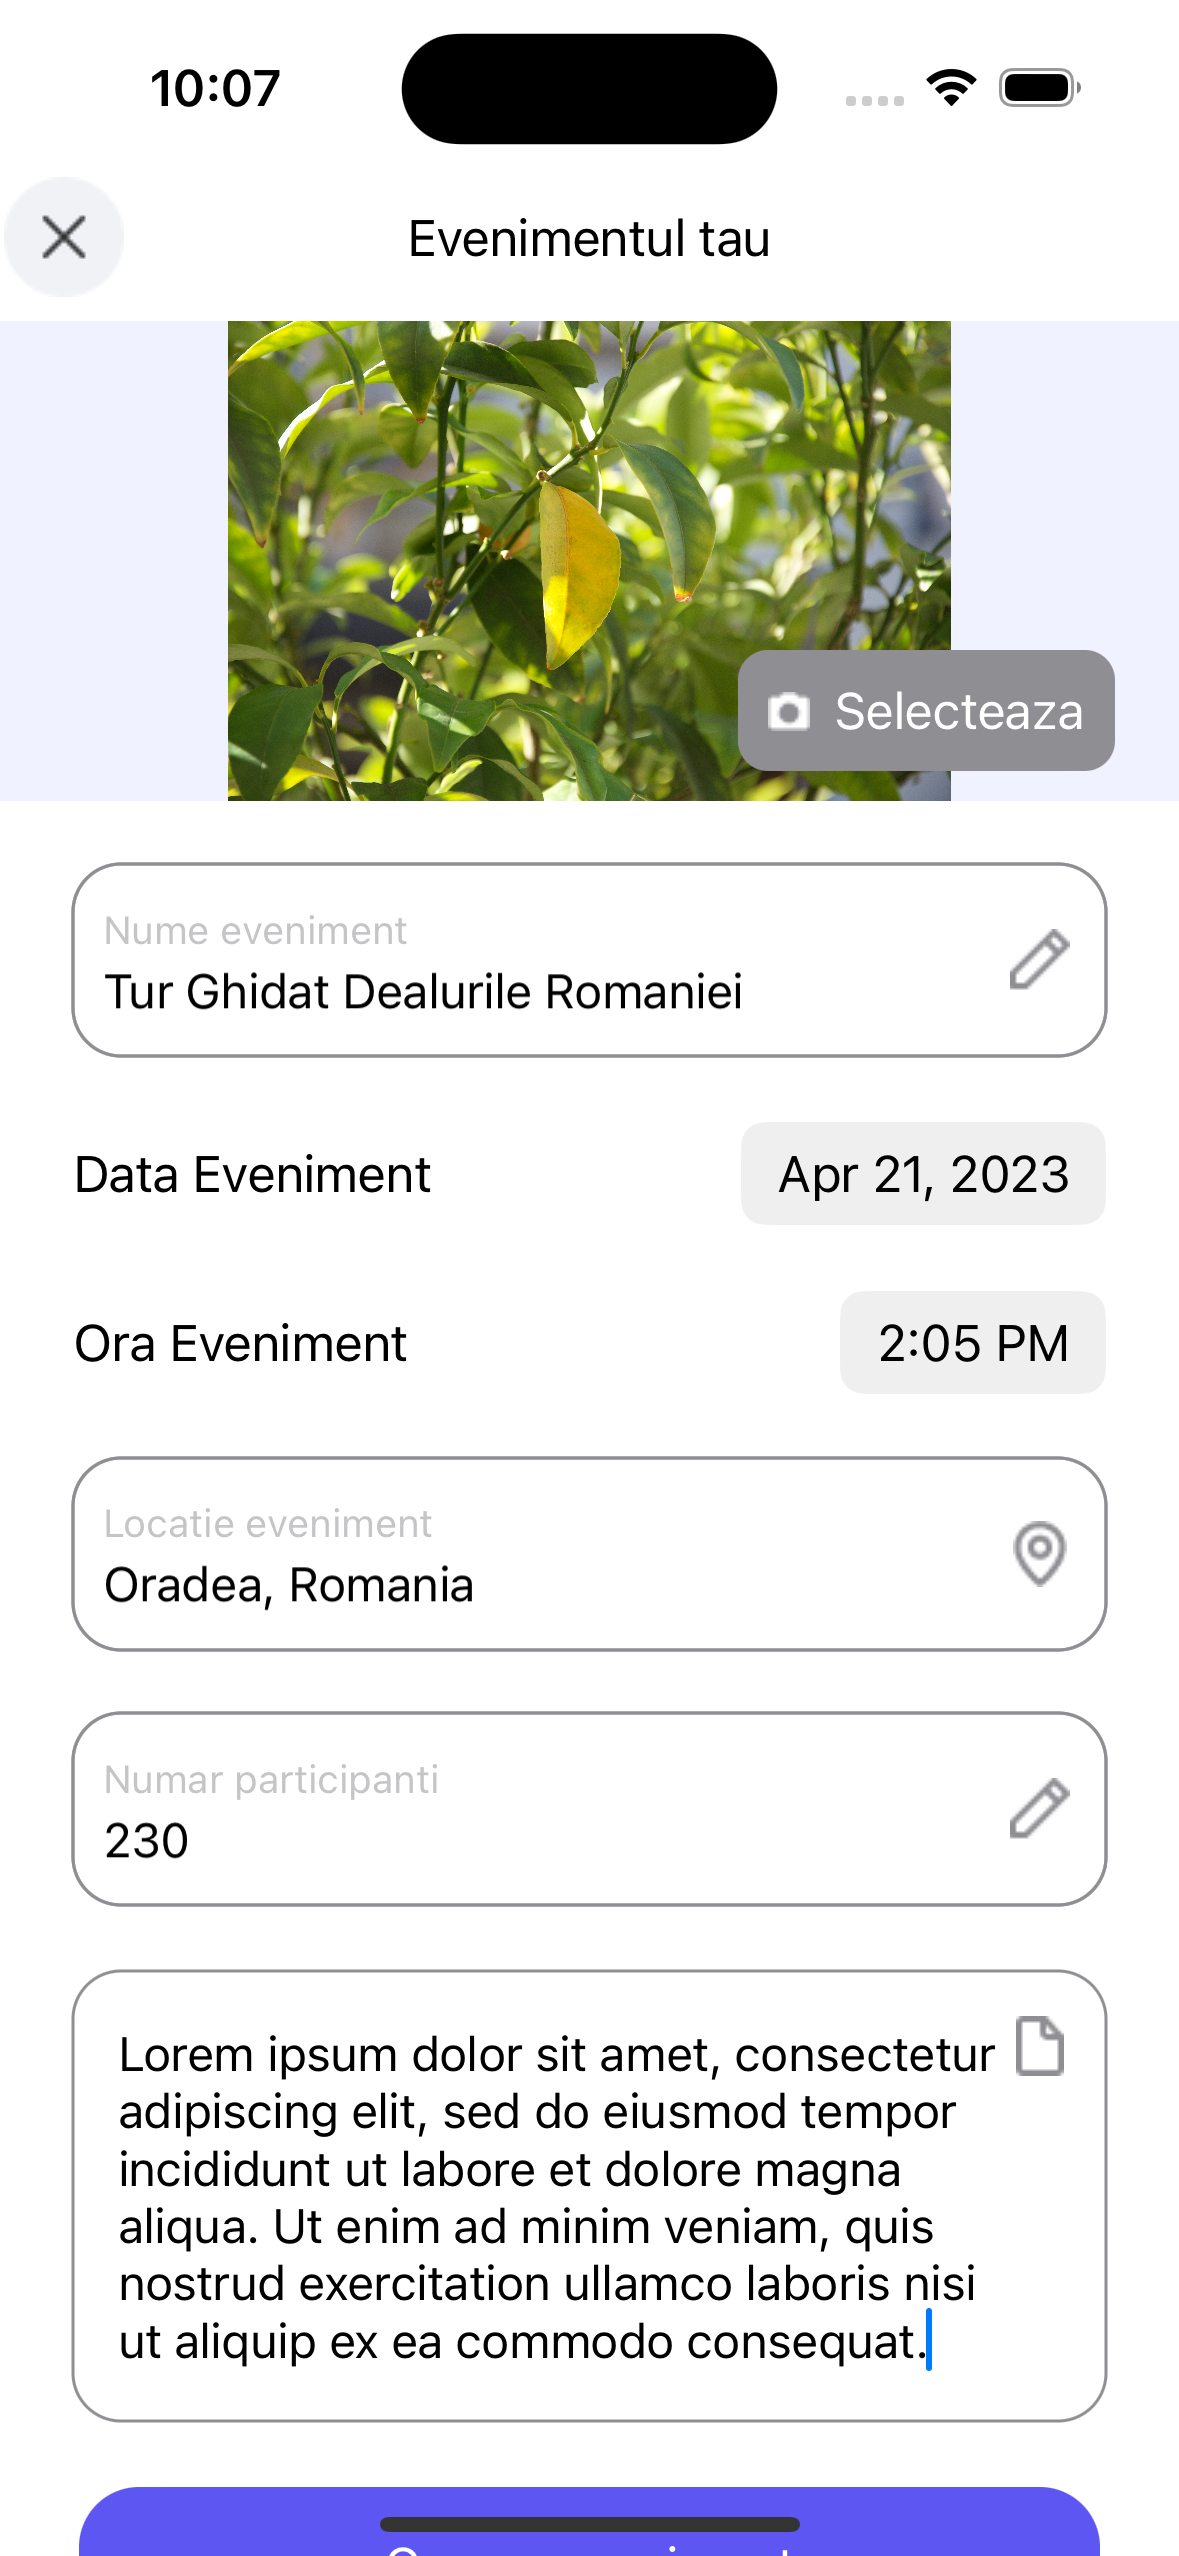 10:07
Evenimentul tau
Selecteaza
Nume eveniment
Tur Ghidat Dealurile Romaniei
Data Eveniment
Apr 21, 2023
Ora Eveniment
2:05 PM
Locatie eveniment
Oradea, Romania
Numar participanti
230
Lorem ipsum dolor sit amet, consectetur
adipiscing elit, sed do eiusmod tempor
incididunt ut labore et dolore magna
aliqua. Ut enim ad minim veniam, quis
nostrud exercitation ullamco laboris nisi
ut aliquip ex ea commodo consequat.